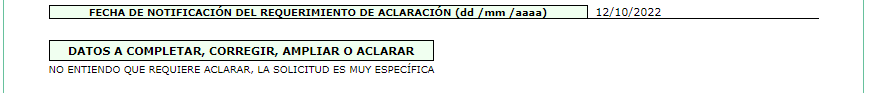 FECHA DE NOTIFICACIÓN DEL REQUERIMIENTO DE ACLARACIÓN (dd /mm /aaaa) 12/10/2022
DATOS A COMPLETAR, CORREGIR, AMPLIAR O ACLARAR
NO ENTIENDO QUE REQUIERE ACLARAR, LA SOLICITUD ES MUY ESPECÍFICA